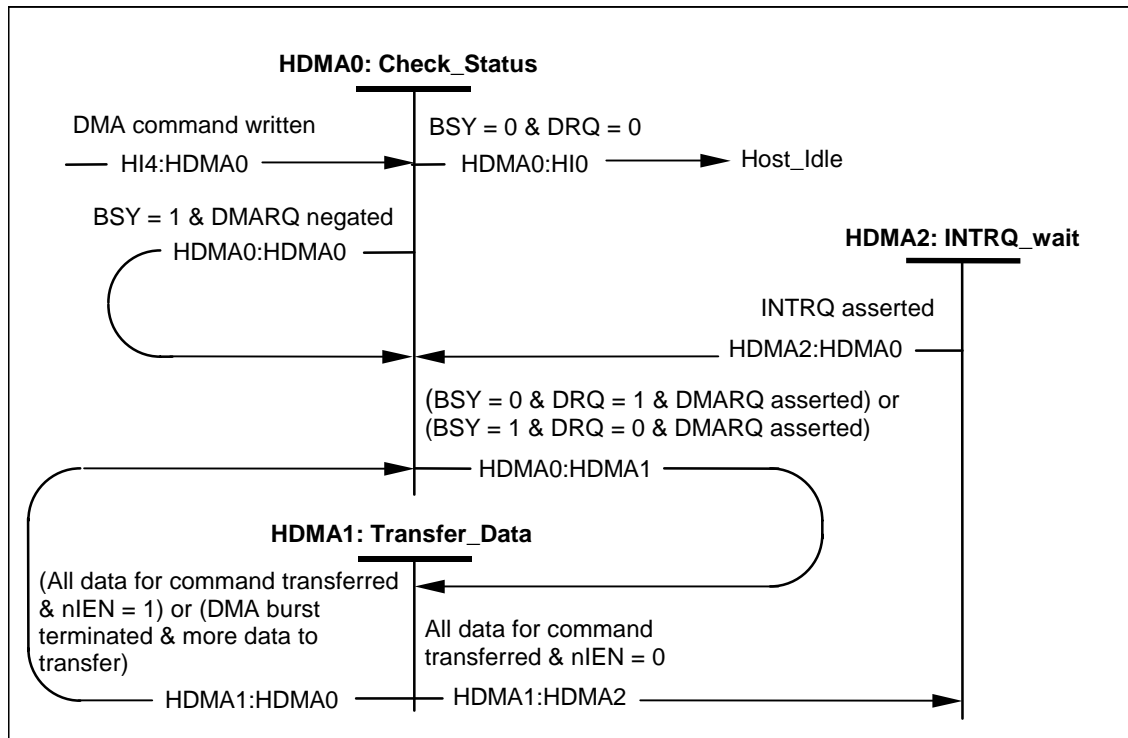 HDMA0: Check_Status
DMA command written
BSY = 0 & DRQ = 0
HI4:HDMA0
HDMA0:HI0
Host_Idle
BSY = 1 & DMARQ negated
HDMA0:HDMA0
HDMA2: INTRQ_wait
INTRQ asserted
HDMA2:HDMA0
(BSY = 0 & DRQ = 1 & DMARQ asserted) or
(BSY = 1 & DRQ = 0 & DMARQ asserted)
HDMA0:HDMA1
HDMA1: Transfer_Data
(All data for command transferred
& nIEN = 1) or (DMA burst
terminated & more data to
transfer)
All data for command
transferred & nIEN = 0
HDMA1:HDMA0
HDMA1:HDMA2